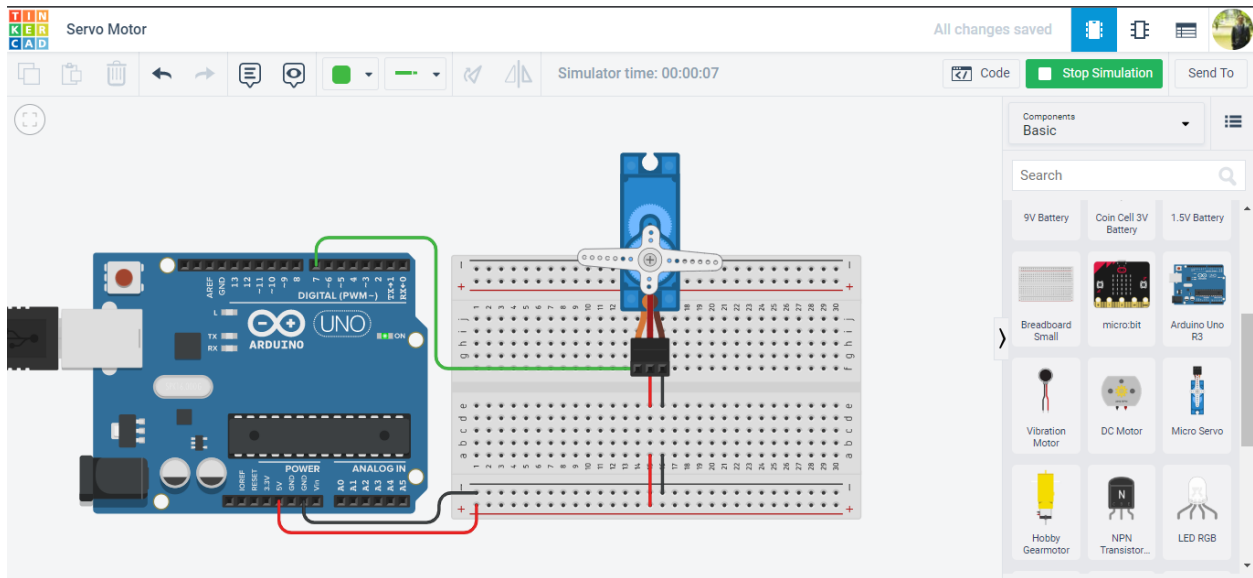 TINKERCAD
Servo Motor
All changes saved
Simulator time: 00:00:07
Code
Stop Simulation
Send To
Components
Basic
Search
9V Battery
Coin Cell 3V
Battery
1.5V Battery
Breadboard
Small
micro:bit
Arduino Uno
R3
Vibration
Motor
DC Motor
Micro Servo
Hobby
Gearmotor
NPN
Transistor...
LED RGB
N
AREF
GND
13
12
~11
~10
~9
8
7
~6
~5
4
~3
2
TX→1
RX←0
DIGITAL (PWM~)
L
TX
RX
UNO
ARDUINO
ON
POWER
ANALOG IN
IOREF
RESET
3.3V
5V
GND
GND
Vin
A0
A1
A2
A3
A4
A5